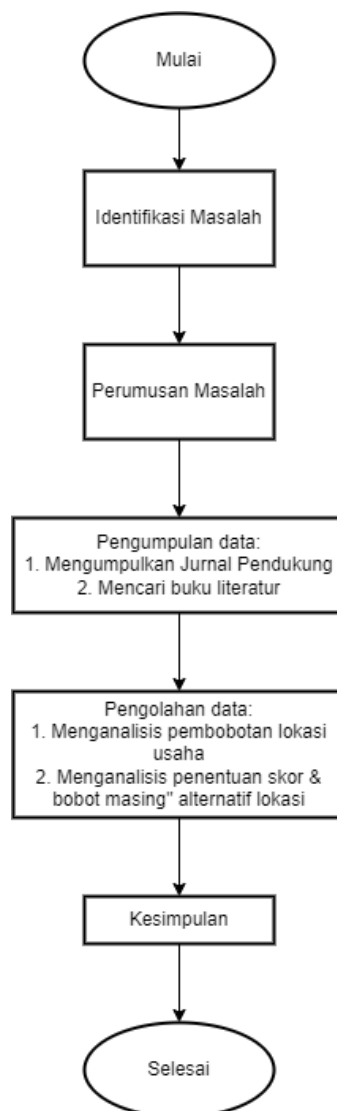 Mulai
Identifikasi Masalah
Perumusan Masalah
Pengumpulan data:
1. Mengumpulkan Jurnal Pendukung
2. Mencari buku literatur
Pengolahan data:
1. Menganalisis pembobotan lokasi
usaha
2. Menganalisis penentuan skor &
bobot masing" alternatif lokasi
Kesimpulan
Selesai